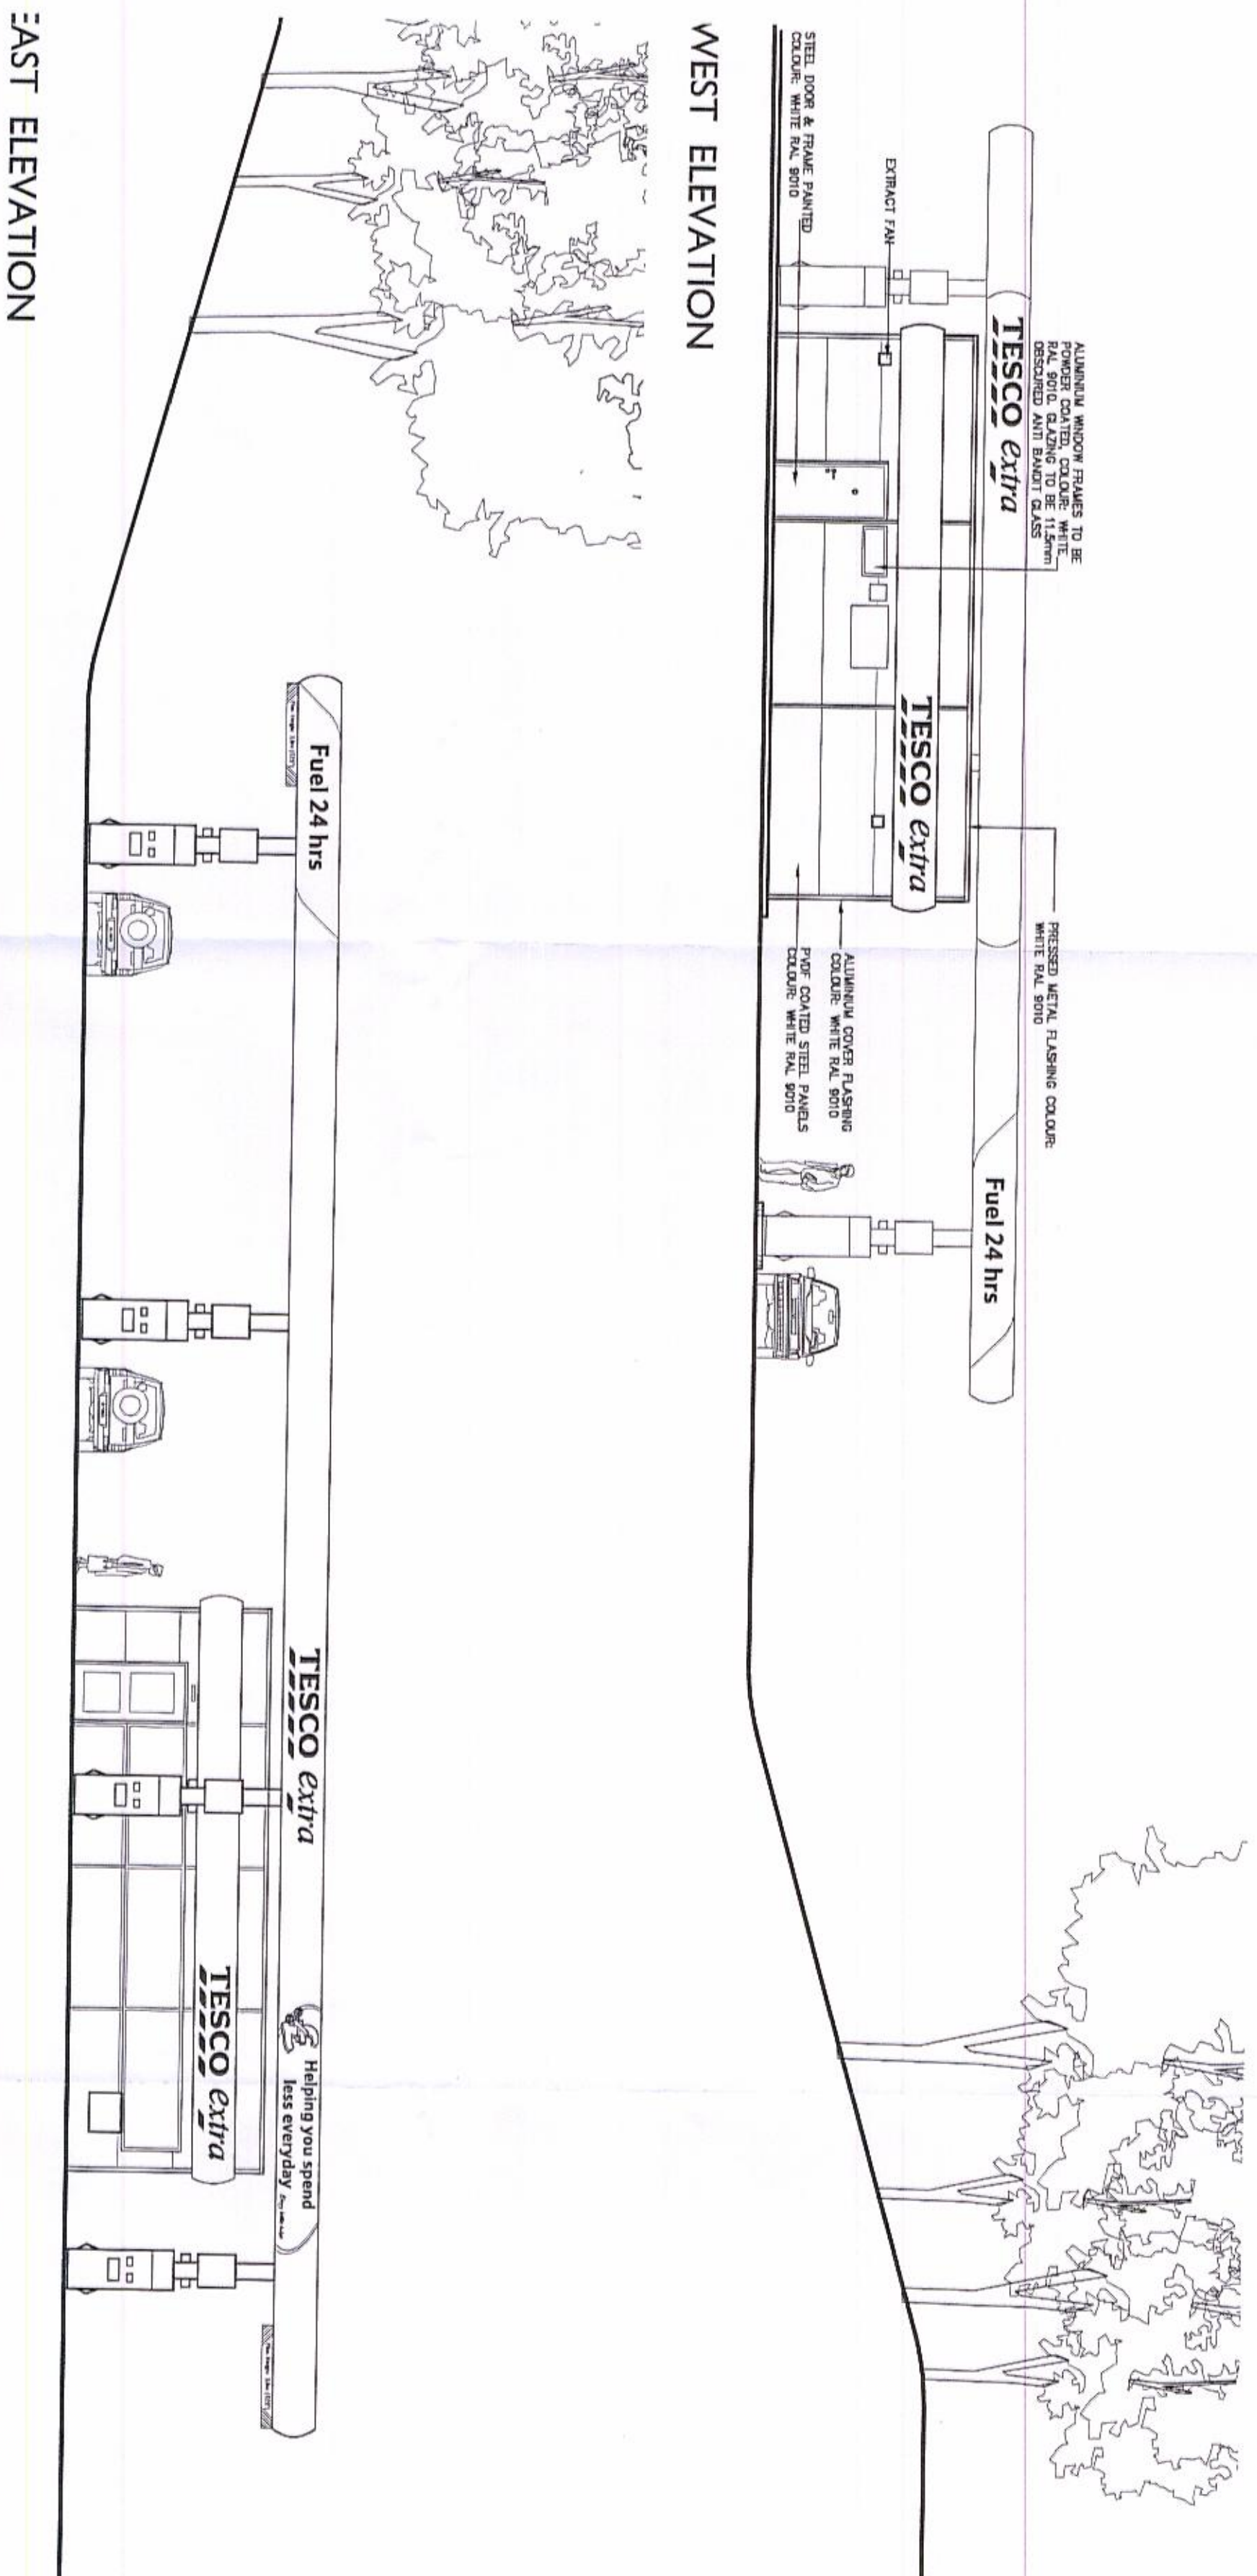 ALUMINIUM WINDOW FRAMES TO BE
POWDER COATED, COLOUR: WHITE
RAL 9010. GLAZING TO BE 11.5mm
OBSCURED ANTI BANDIT GLASS
PRESSED METAL FLASHING COLOUR:
WHITE RAL 9010
TESCO extra
Fuel 24 hrs
TESCO extra
EXTRACT FAN
STEEL DOOR & FRAME PAINTED
COLOUR: WHITE RAL 9010
ALUMINIUM COVER FLASHING
COLOUR: WHITE RAL 9010
PVDF COATED STEEL PANELS
COLOUR: WHITE RAL 9010
WEST ELEVATION
Fuel 24 hrs
TESCO extra
Helping you spend
less everyday
TESCO extra
EAST ELEVATION